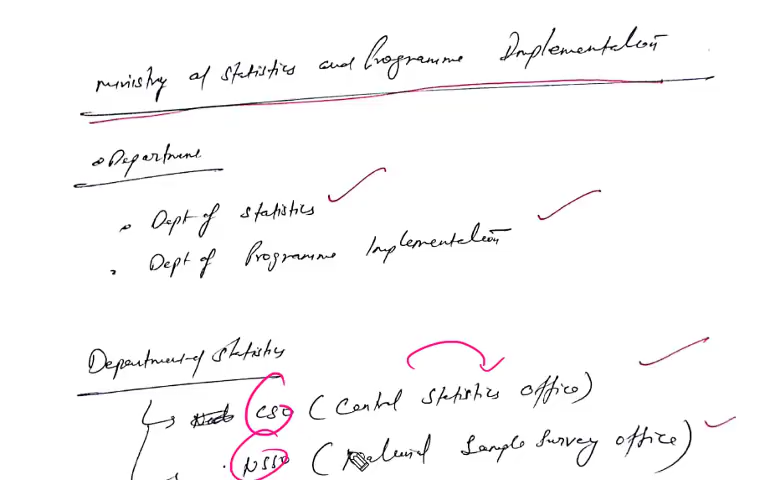 Ministry of Statistics and Programme Implementation
Department
Dept of Statistics
Dept of Programme Implementation
Department of Statistics
CSO (Central Statistics Office)
NSSO (National Sample Survey Office)